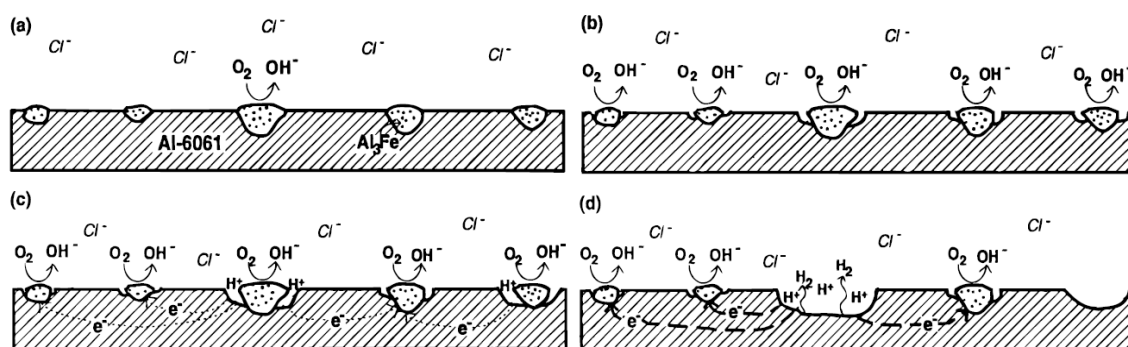 (a)
Cl⁻
Cl⁻ Cl⁻ Cl⁻ Cl⁻
O₂ OH⁻
Al-6061 Al₃Fe
(b)
Cl⁻ Cl⁻ Cl⁻
Cl⁻
O₂ OH⁻ O₂ OH⁻ O₂ OH⁻ O₂ OH⁻ O₂ OH⁻
(c)
Cl⁻ Cl⁻ Cl⁻
Cl⁻
O₂ OH⁻ O₂ OH⁻ O₂ OH⁻ O₂ OH⁻ O₂ OH⁻
H⁺ H⁺ H⁺
e⁻ e⁻ e⁻
(d)
Cl⁻ Cl⁻
Cl⁻
O₂ OH⁻ O₂ OH⁻ H₂ H₂ O₂ OH⁻
H⁺ H⁺ H⁺
e⁻ e⁻ e⁻